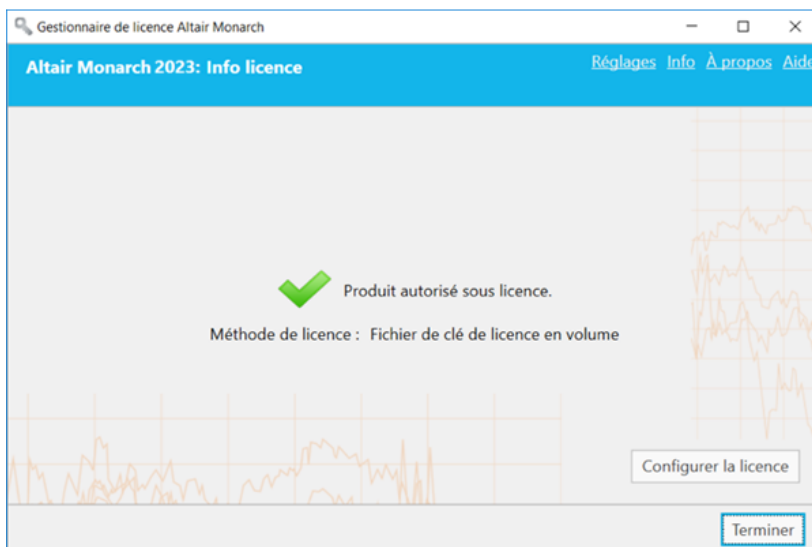 Gestionnaire de licence Altair Monarch
Altair Monarch 2023: Info licence
Réglages Info À propos Aide
Produit autorisé sous licence.
Méthode de licence : Fichier de clé de licence en volume
Configurer la licence
Terminer